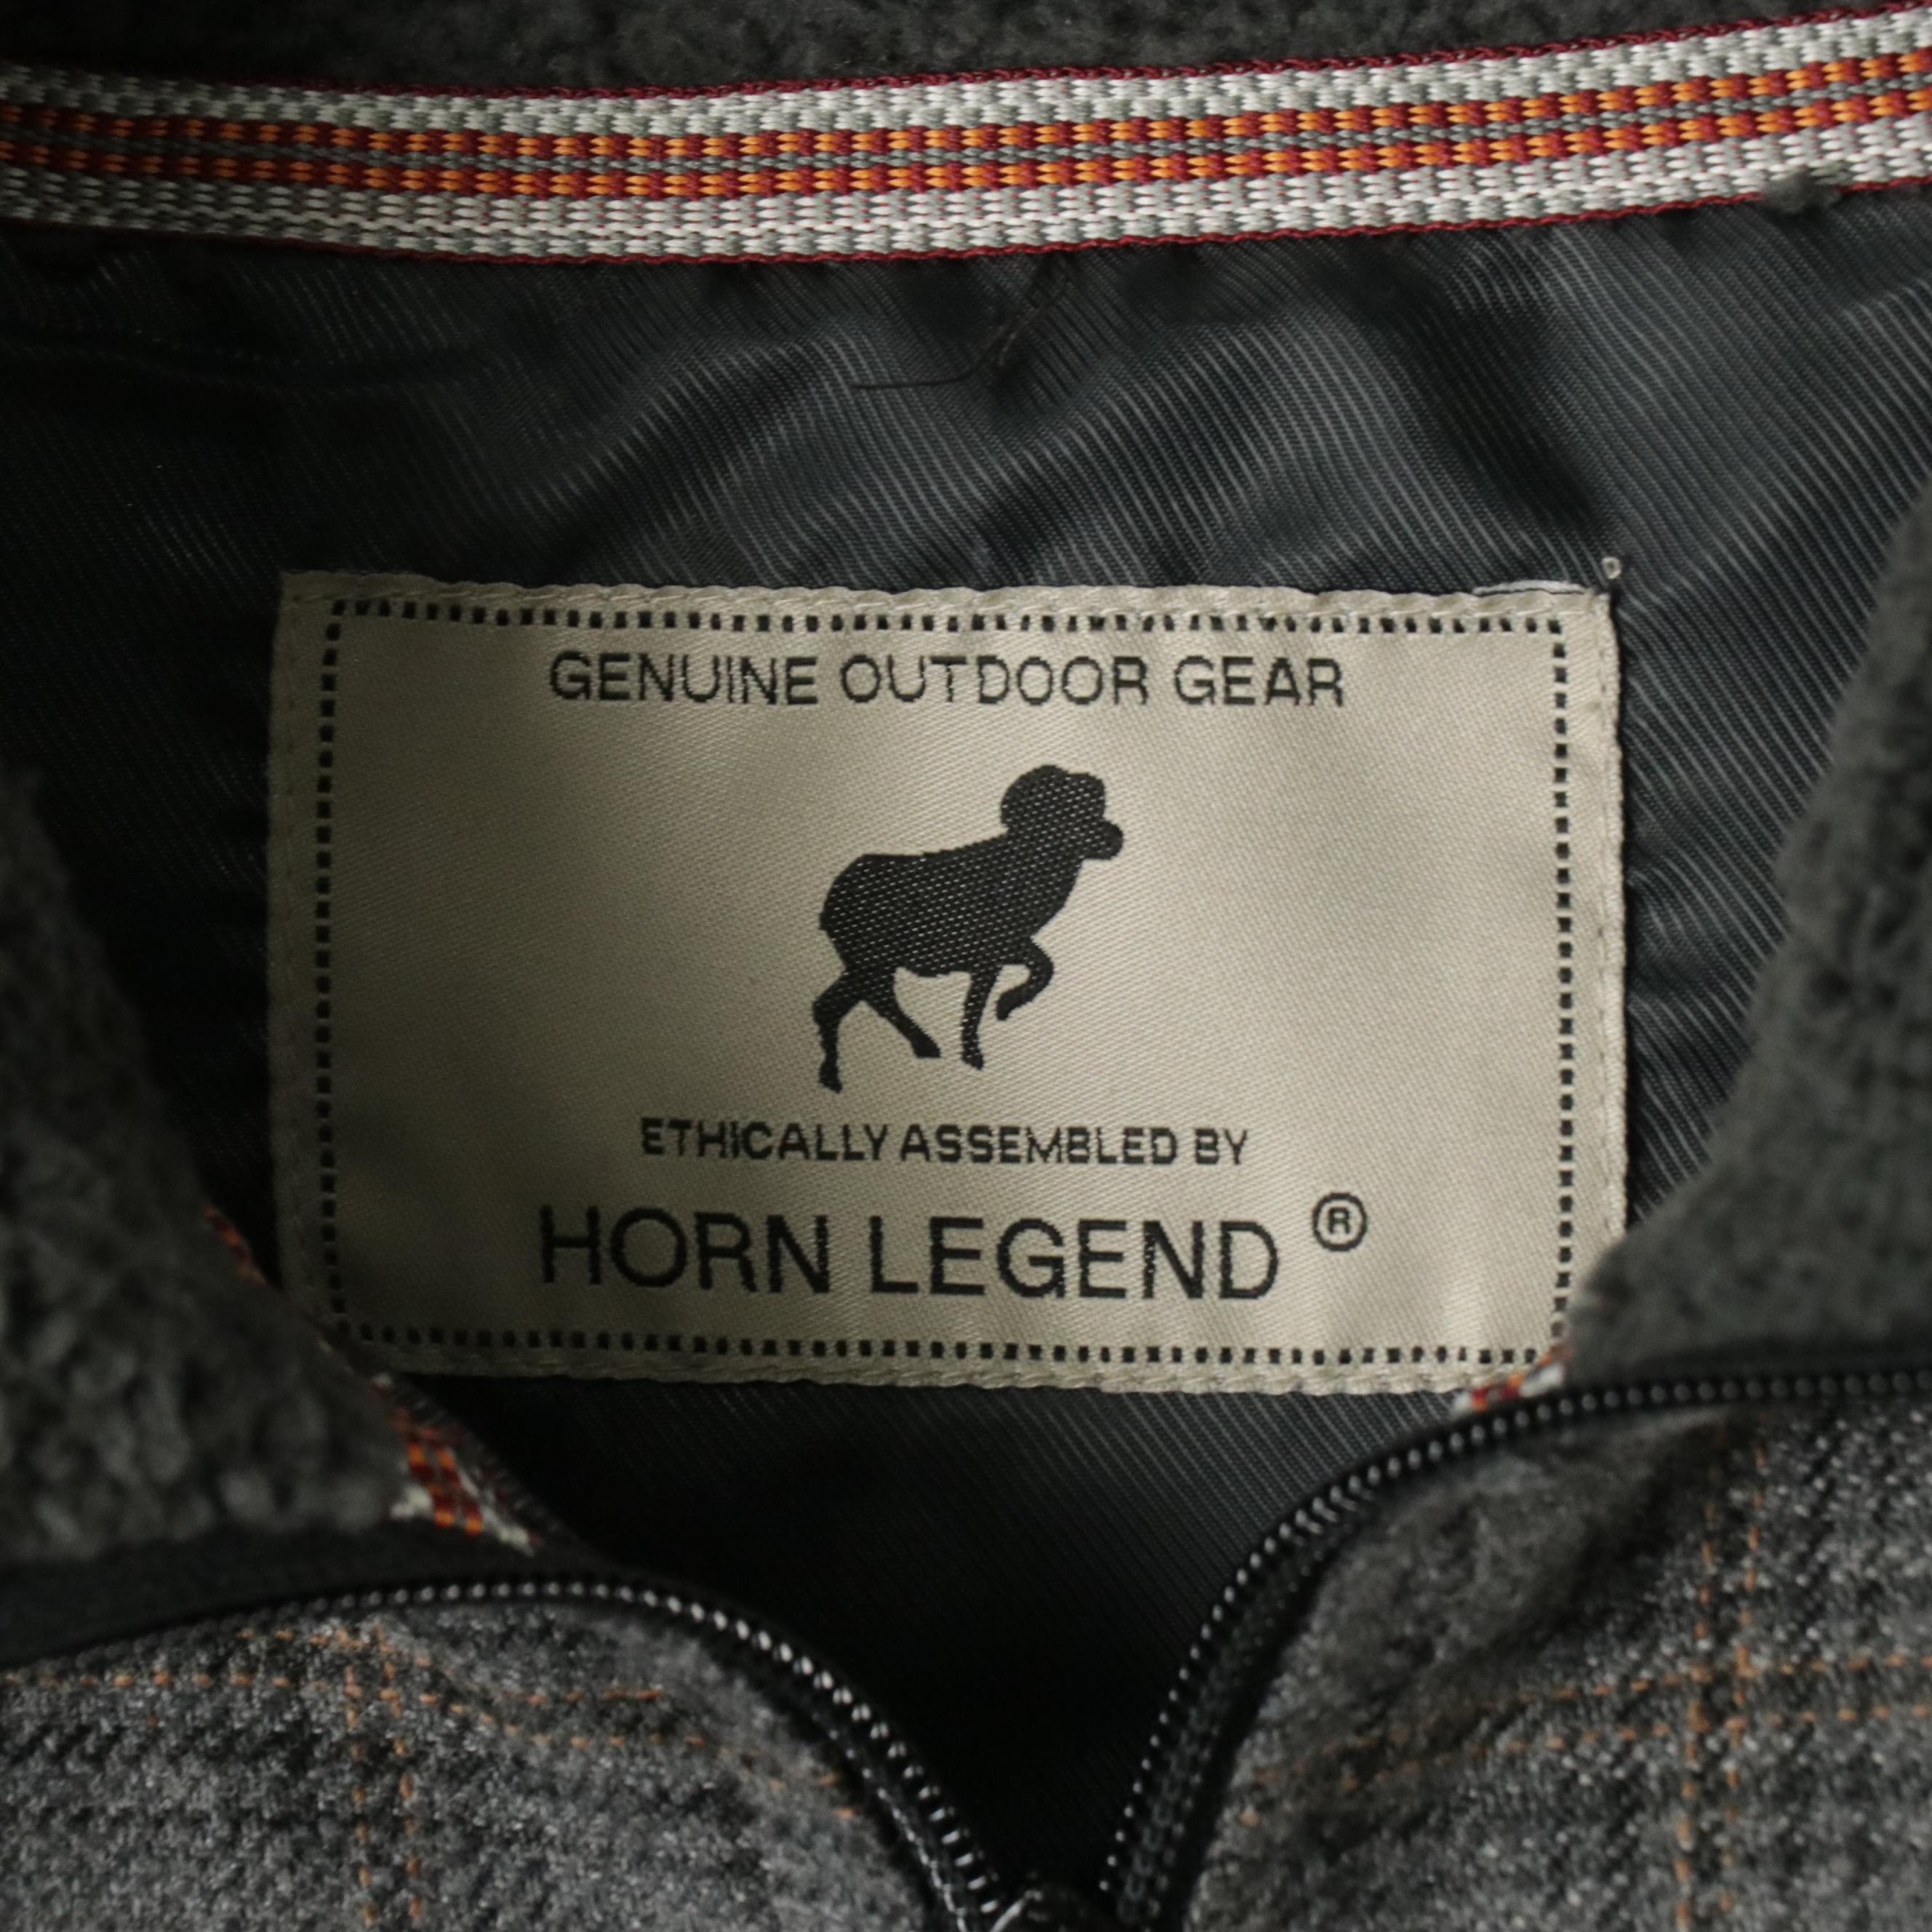 GENUINE OUTDOOR GEAR
ETHICALLY ASSEMBLED BY
HORN LEGEND ®